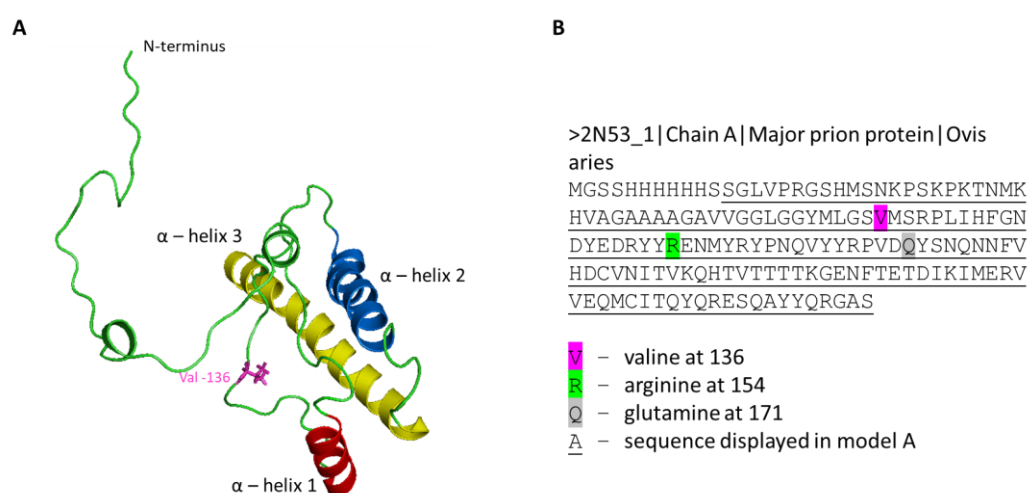 A
N-terminus
α – helix 3
α – helix 2
Val -136
α – helix 1
B
>2N53_1|Chain A|Major prion protein|Ovis
aries
MGSSHHHHHHSSGLVPRGSHMSNKPSKPKTNMK
HVAGAAAAGAVVGGLGGYMLGSVMSRPLIHFGN
DYEDRYYRENMYRYPNQVYYRPVDQYSNQNNFV
HDCVNITVKQHTVTTTTKGENFTETDIKIMERV
VEQMCITQYQRESQAYYQRGAS
V – valine at 136
R – arginine at 154
Q – glutamine at 171
A – sequence displayed in model A